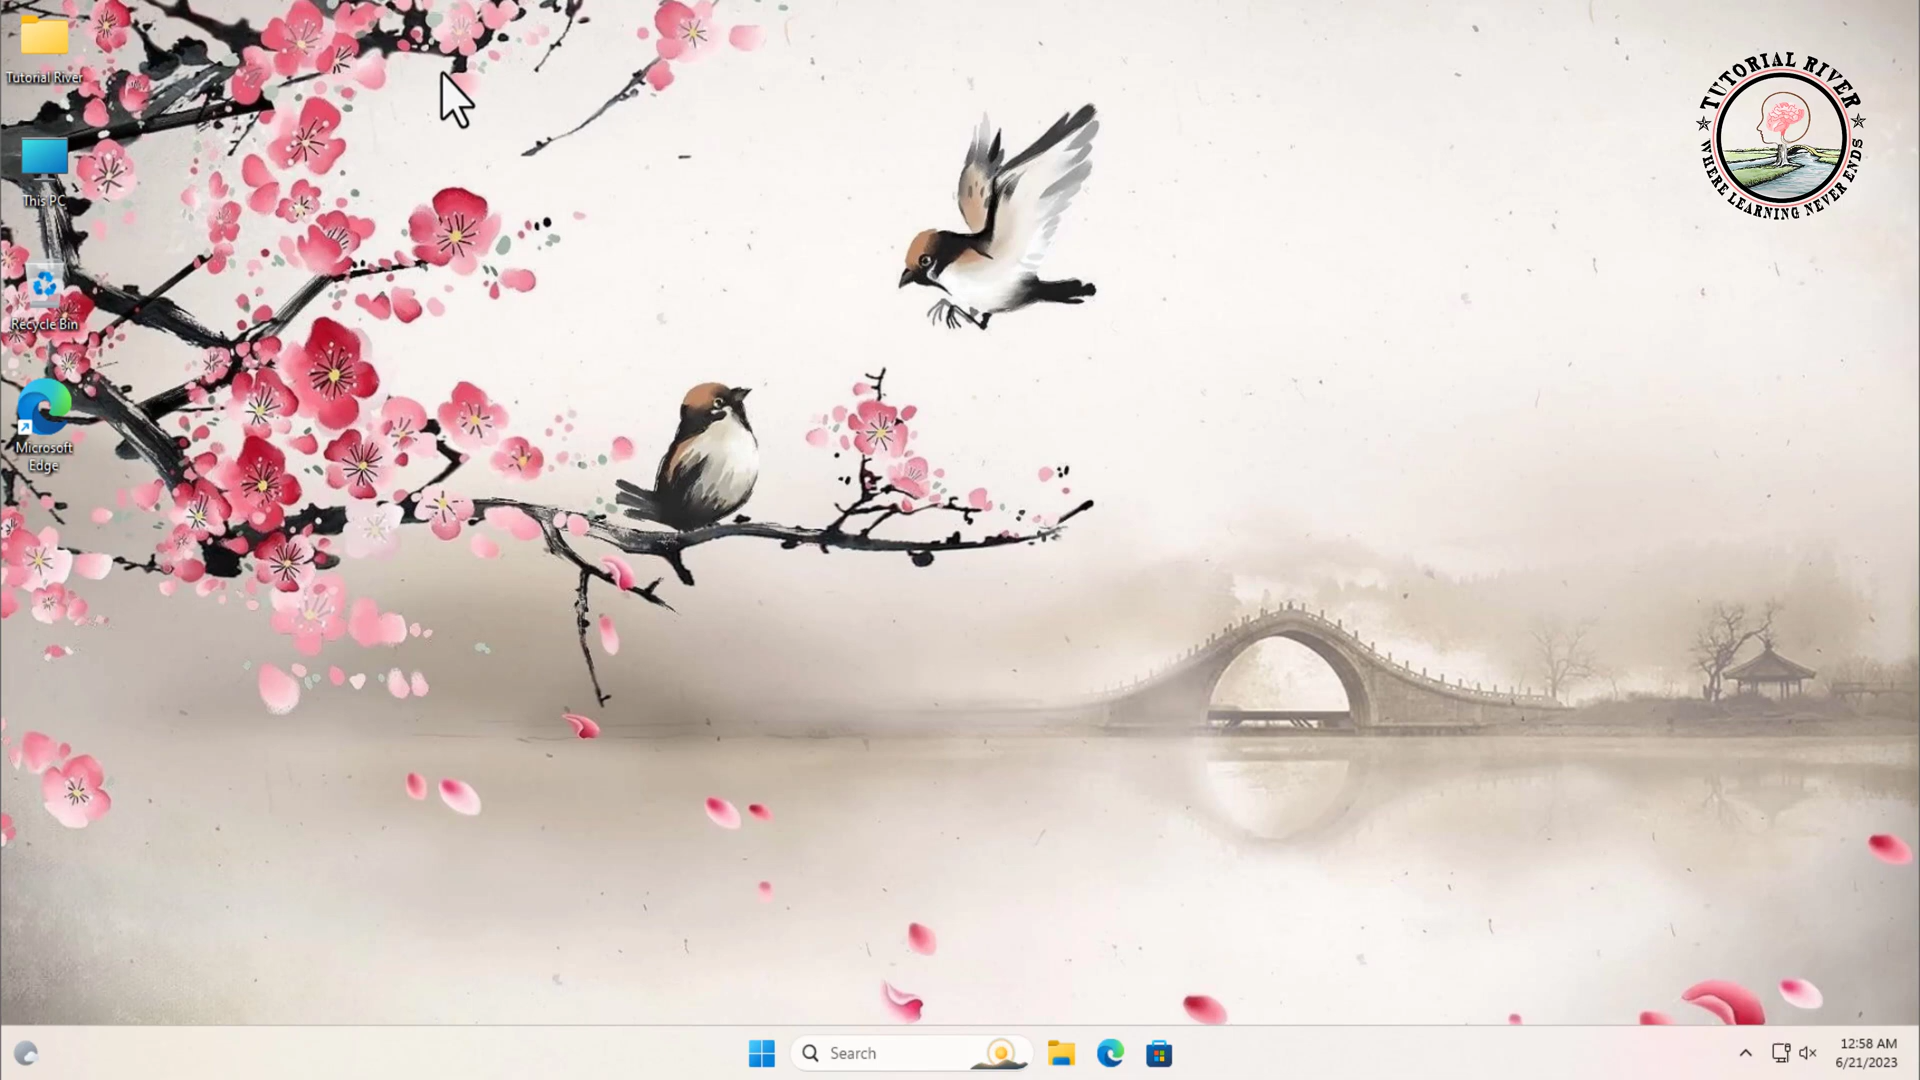 Tutorial River
This PC
Recycle Bin
Microsoft
Edge
TUTORIAL RIVER
WHERE LEARNING NEVER ENDS
Search
12:58 AM
6/21/2023